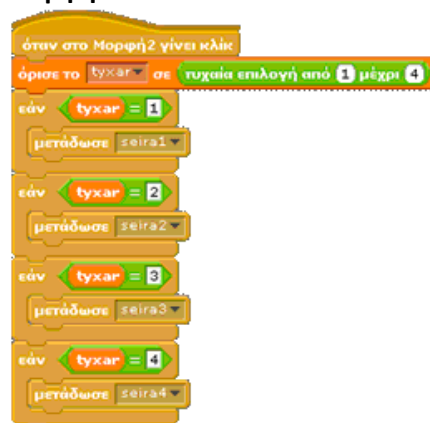 όταν στο Μορφή2 γίνει κλίκ
όρισε το tyxar σε τυχαία επιλογή από 1 μέχρι 4
εάν tyxar = 1
μετάδωσε seira1
εάν tyxar = 2
μετάδωσε seira2
εάν tyxar = 3
μετάδωσε seira3
εάν tyxar = 4
μετάδωσε seira4